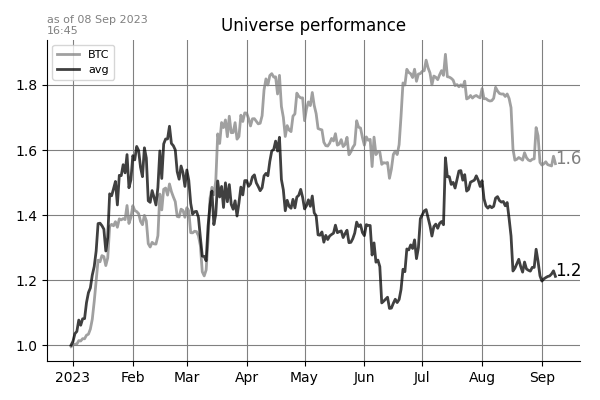 as of 08 Sep 2023
16:45
Universe performance
BTC
avg
1.8
1.6
1.4
1.2
1.0
1.6
1.2
2023 Feb Mar Apr May Jun Jul Aug Sep